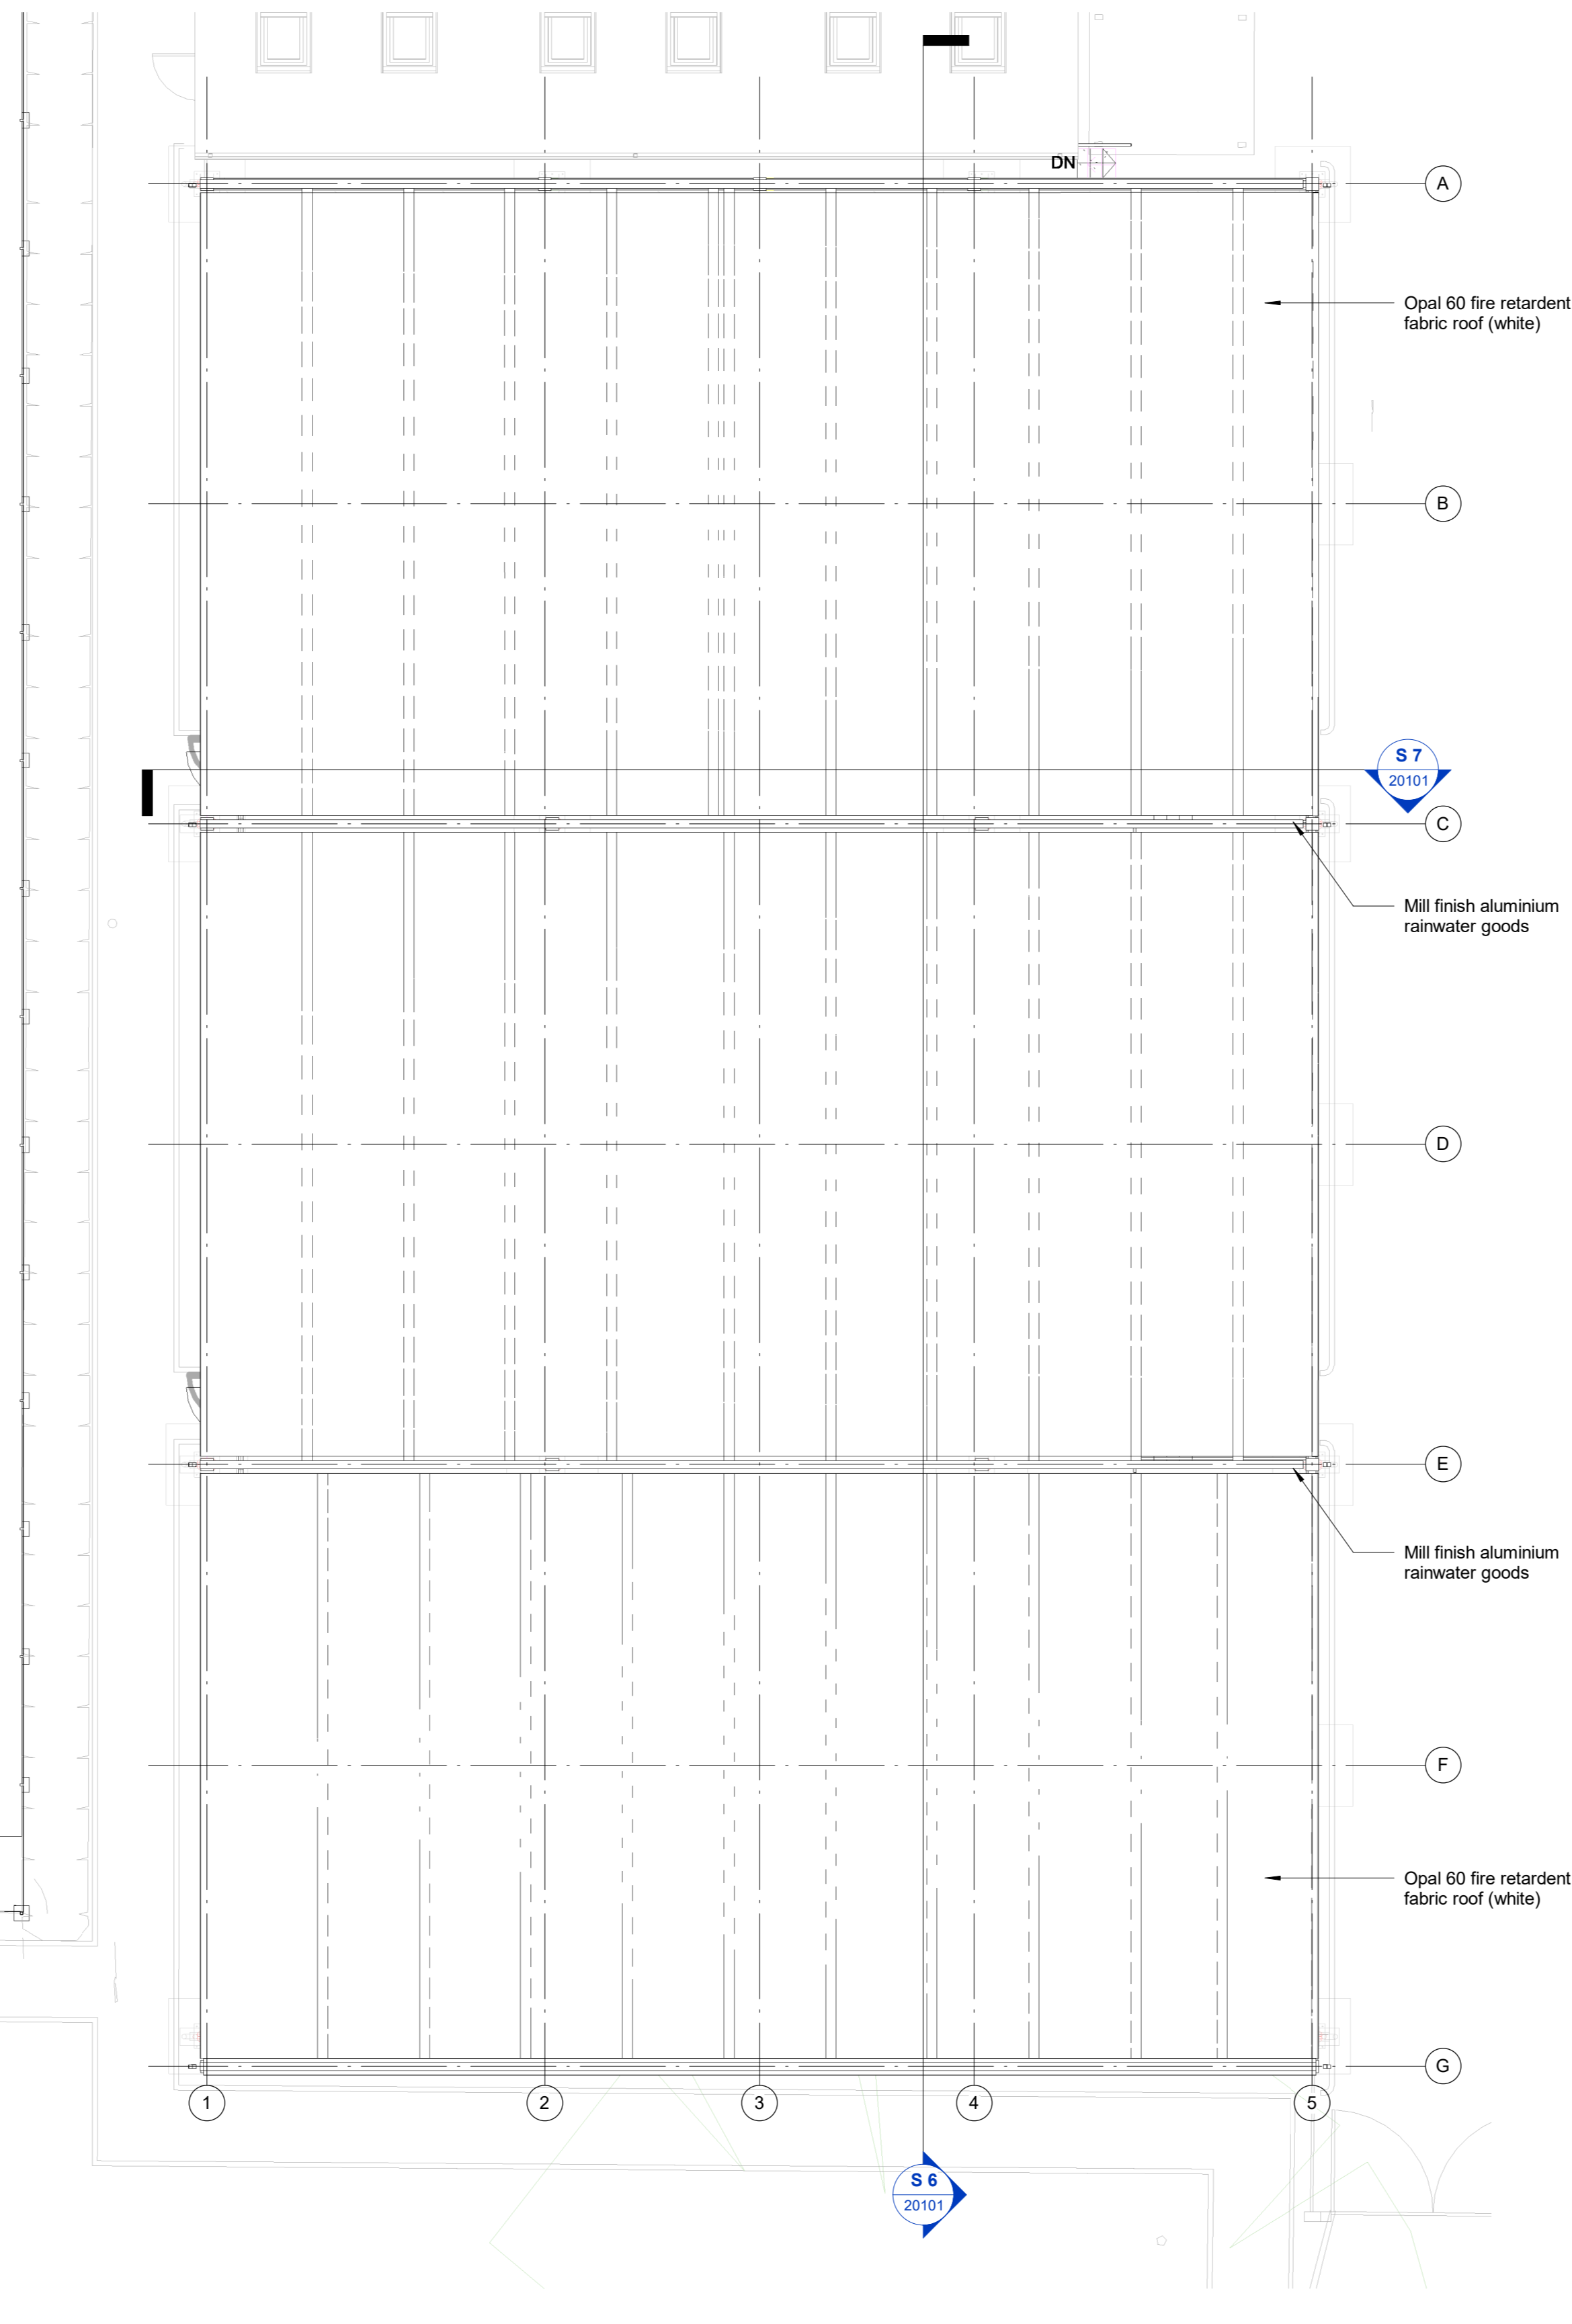 DN
A
Opal 60 fire retardent
fabric roof (white)
B
S 7
20101
C
Mill finish aluminium
rainwater goods
D
E
Mill finish aluminium
rainwater goods
F
Opal 60 fire retardent
fabric roof (white)
G
1
2
3
4
5
S 6
20101